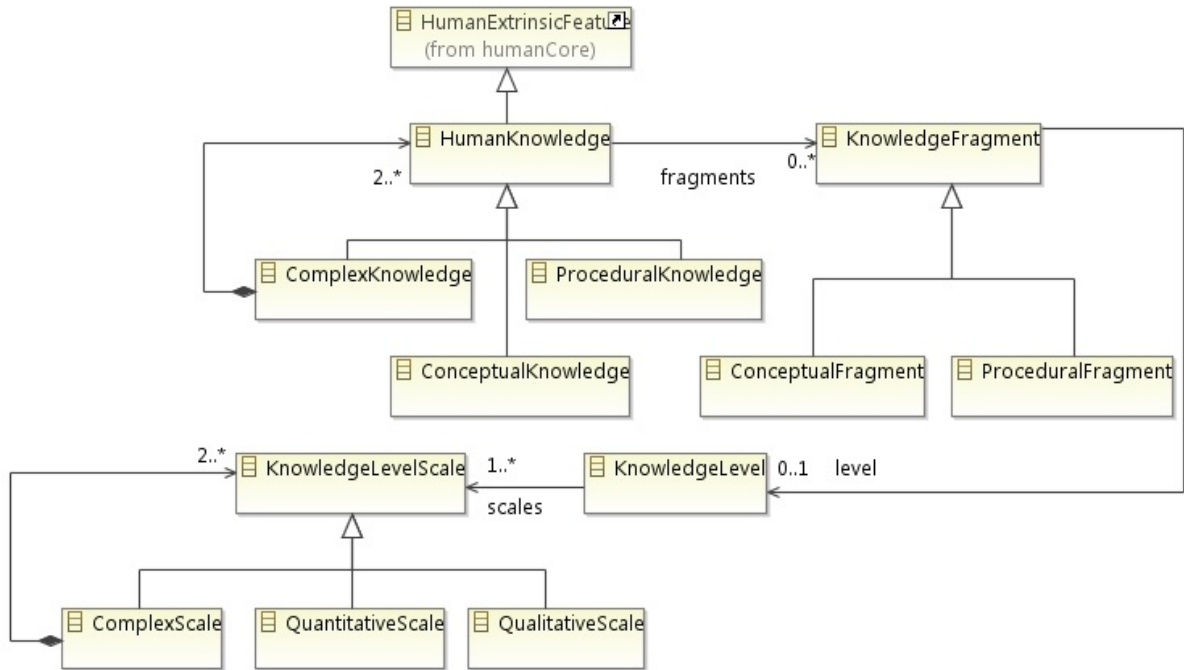 HumanExtrinsicFeature
(from humanCore)
HumanKnowledge
KnowledgeFragment
2..*
fragments
0..*
ComplexKnowledge
ProceduralKnowledge
ConceptualKnowledge
ConceptualFragment
ProceduralFragment
2..*
KnowledgeLevelScale
1..*
scales
KnowledgeLevel
0..1
level
ComplexScale
QuantitativeScale
QualitativeScale